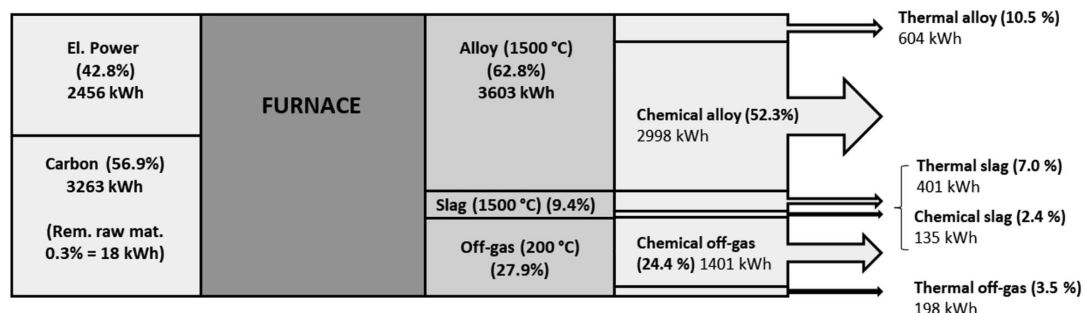 El. Power
(42.8%)
2456 kWh
Carbon (56.9%)
3263 kWh
(Rem. raw mat.
0.3% = 18 kWh)
FURNACE
Alloy (1500 °C)
(62.8%)
3603 kWh
Slag (1500 °C) (9.4%)
Off-gas (200 °C)
(27.9%)
Chemical alloy (52.3%)
2998 kWh
Chemical off-gas
(24.4 %) 1401 kWh
Thermal alloy (10.5 %)
604 kWh
Thermal slag (7.0 %)
401 kWh
Chemical slag (2.4 %)
135 kWh
Thermal off-gas (3.5 %)
198 kWh